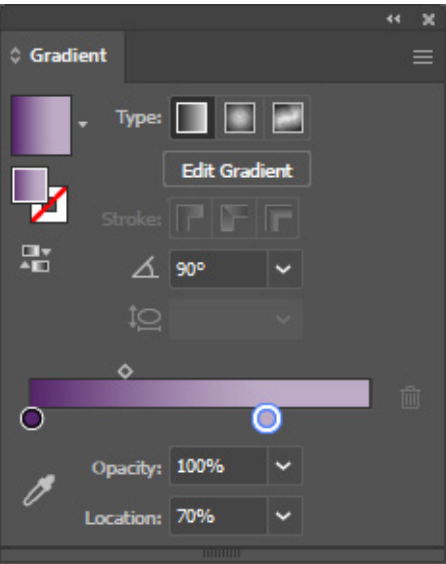 Gradient
Type:
Edit Gradient
Stroke:
90°
Opacity: 100%
Location: 70%